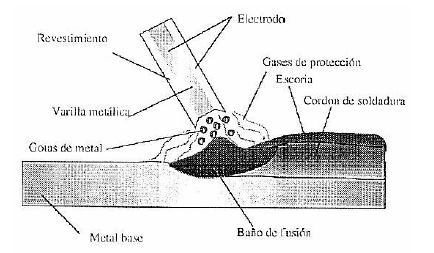 Electrodo
Revestimiento
Gases de protección
Escoria
Varilla metálica
Cordon de soldadura
Gotas de metal
Metal base
Baño de fusión